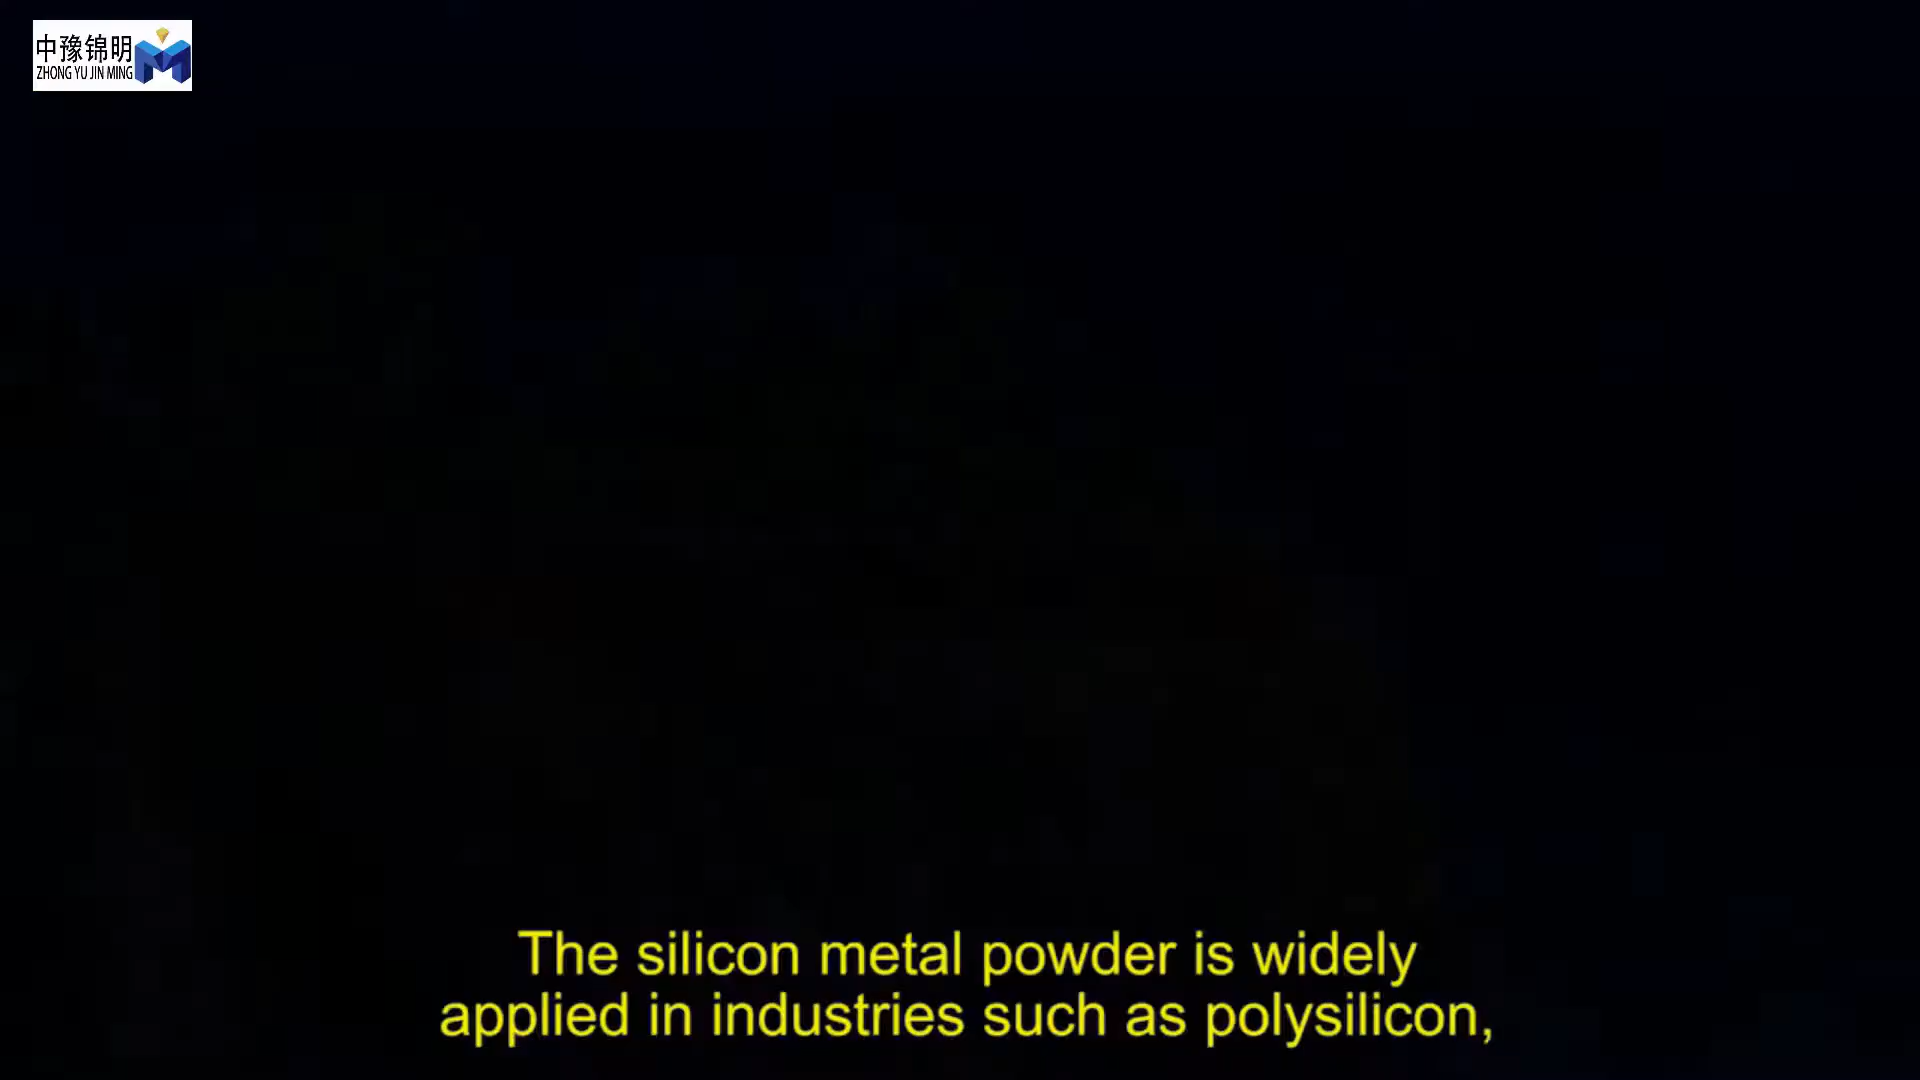 中豫锦明
ZHONG YU JIN MING
The silicon metal powder is widely
applied in industries such as polysilicon,